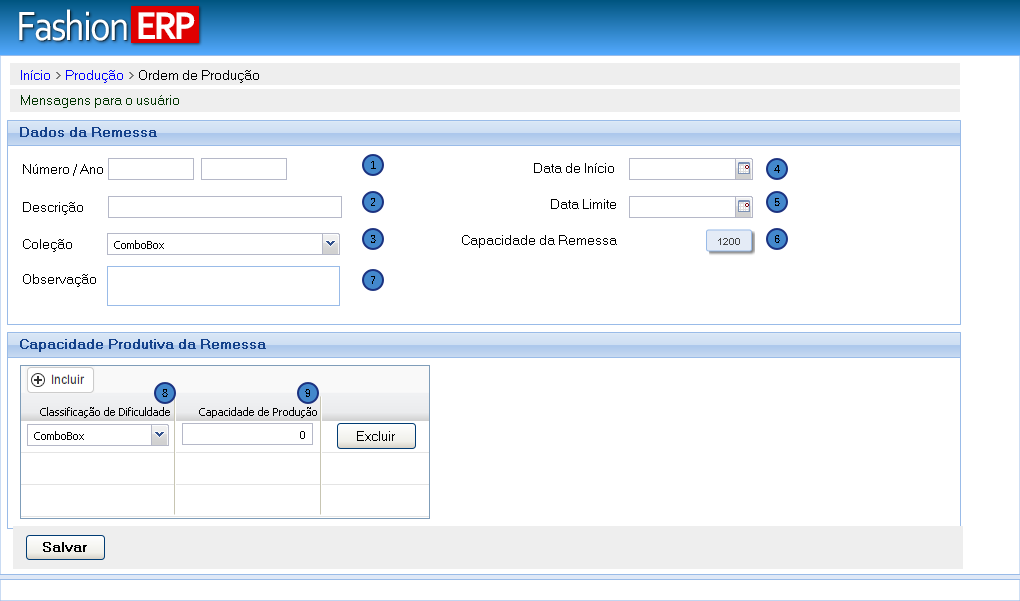 Fashion ERP
Início > Produção > Ordem de Produção
Mensagens para o usuário
Dados da Remessa
Número / Ano 1 Data de Início 4
Descrição 2 Data Limite 5
Coleção ComboBox 3 Capacidade da Remessa 1200 6
Observação 7
Capacidade Produtiva da Remessa
Incluir
8 9
Classificação de Dificuldade Capacidade de Produção
ComboBox 0 Excluir
Salvar